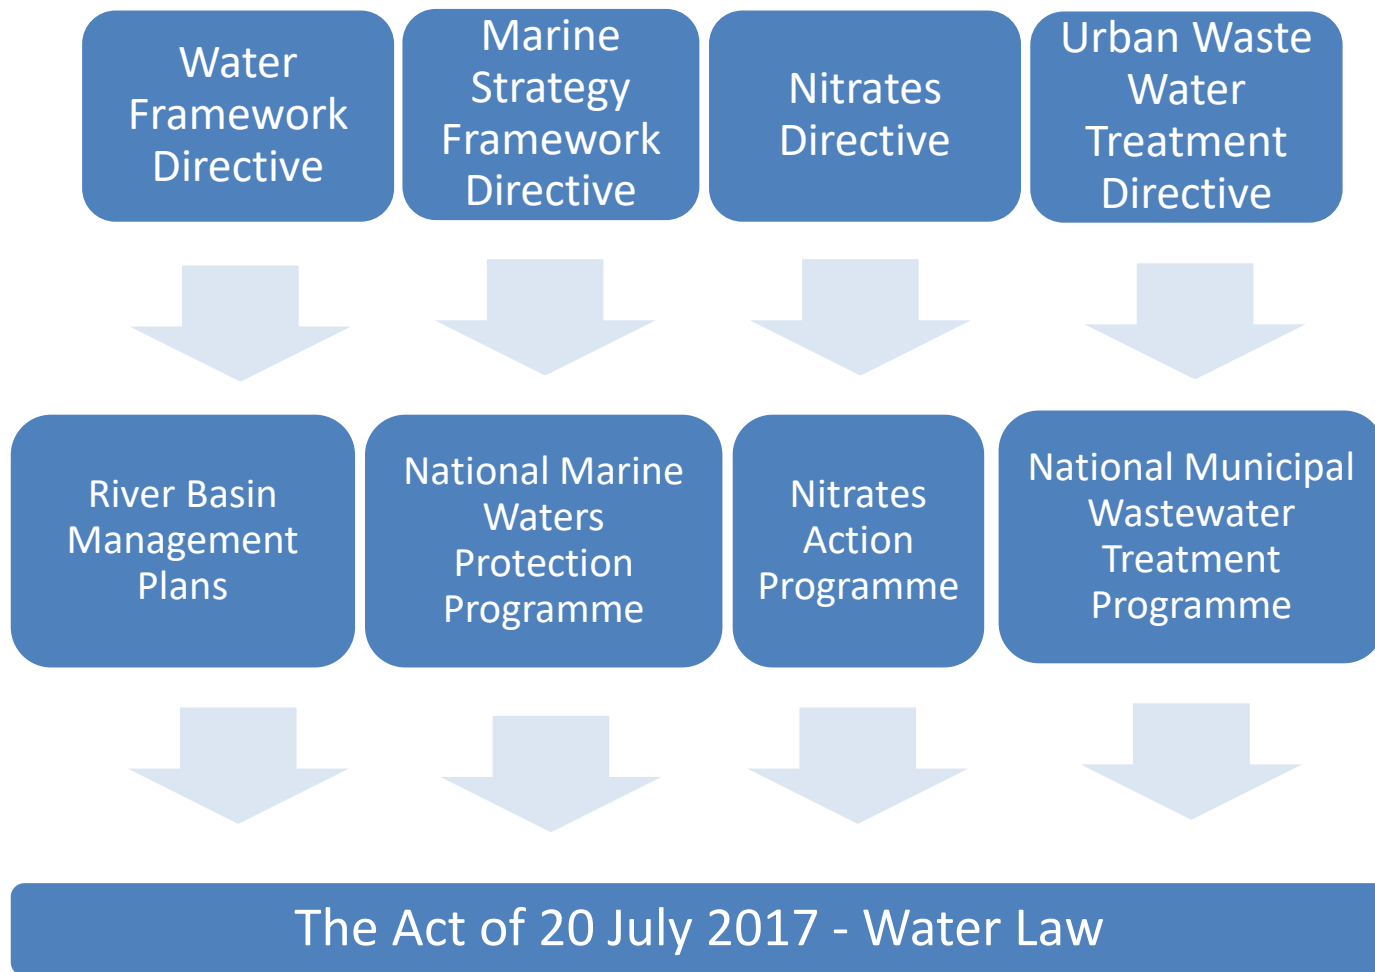 Water
Framework
Directive
Marine
Strategy
Framework
Directive
Nitrates
Directive
Urban Waste
Water
Treatment
Directive
River Basin
Management
Plans
National Marine
Waters
Protection
Programme
Nitrates
Action
Programme
National Municipal
Wastewater
Treatment
Programme
The Act of 20 July 2017 - Water Law